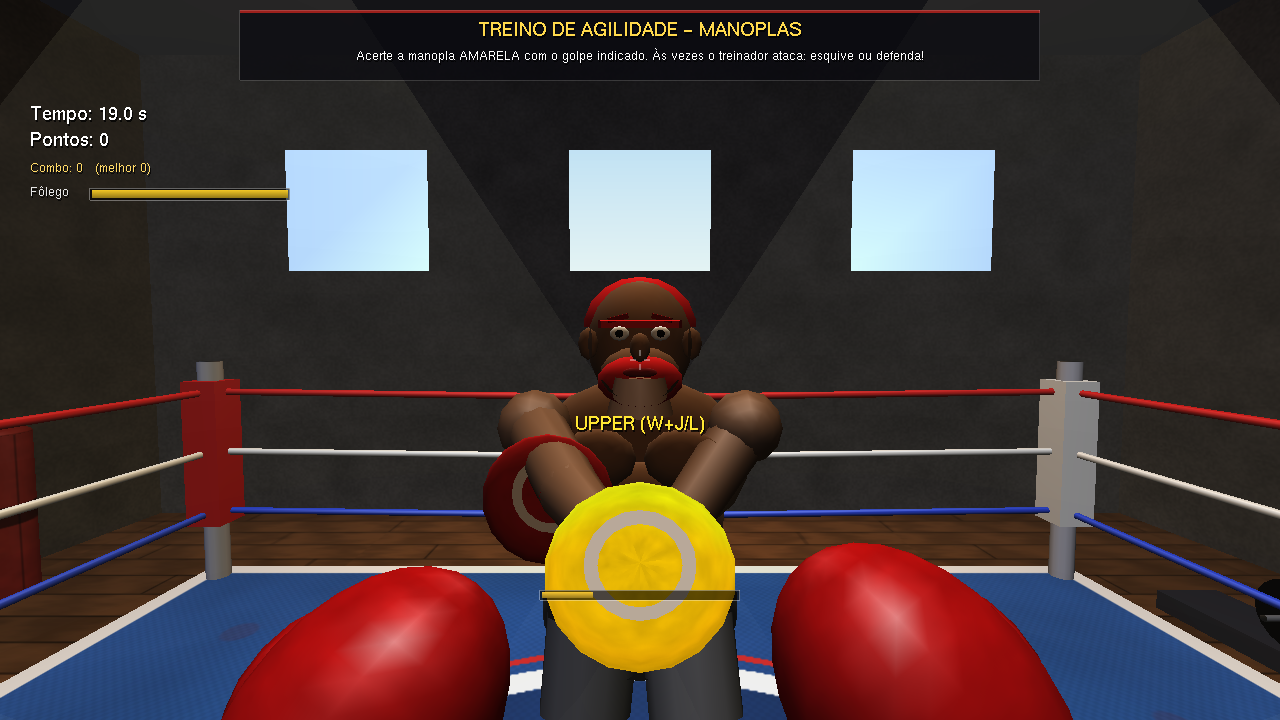 TREINO DE AGILIDADE – MANOPLAS
Acerte a manopla AMARELA com o golpe indicado. Às vezes o treinador ataca: esquive ou defenda!
Tempo: 19.0 s
Pontos: 0
Combo: 0 (melhor 0)
Fôlego
UPPER (W+J/L)